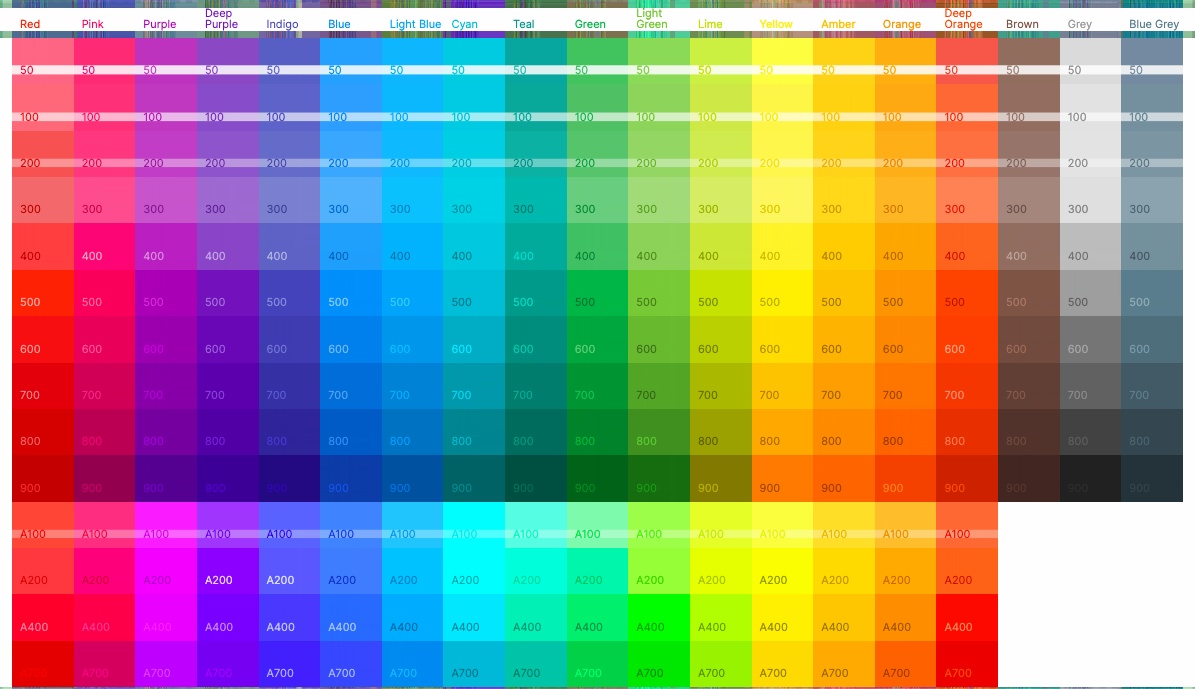 Red Pink Purple Deep Purple Indigo Blue Light Blue Cyan Teal Green Light Green Lime Yellow Amber Orange Deep Orange Brown Grey Blue Grey
50 50 50 50 50 50 50 50 50 50 50 50 50 50 50 50 50 50 50
100 100 100 100 100 100 100 100 100 100 100 100 100 100 100 100 100 100 100
200 200 200 200 200 200 200 200 200 200 200 200 200 200 200 200 200 200 200
300 300 300 300 300 300 300 300 300 300 300 300 300 300 300 300 300 300 300
400 400 400 400 400 400 400 400 400 400 400 400 400 400 400 400 400 400 400
500 500 500 500 500 500 500 500 500 500 500 500 500 500 500 500 500 500 500
600 600 600 600 600 600 600 600 600 600 600 600 600 600 600 600 600 600 600
700 700 700 700 700 700 700 700 700 700 700 700 700 700 700 700 700 700 700
800 800 800 800 800 800 800 800 800 800 800 800 800 800 800 800 800 800 800
900 900 900 900 900 900 900 900 900 900 900 900 900 900 900 900 900 900 900
A100 A100 A100 A100 A100 A100 A100 A100 A100 A100 A100 A100 A100 A100 A100 A100
A200 A200 A200 A200 A200 A200 A200 A200 A200 A200 A200 A200 A200 A200 A200 A200
A400 A400 A400 A400 A400 A400 A400 A400 A400 A400 A400 A400 A400 A400 A400 A400
A700 A700 A700 A700 A700 A700 A700 A700 A700 A700 A700 A700 A700 A700 A700 A700